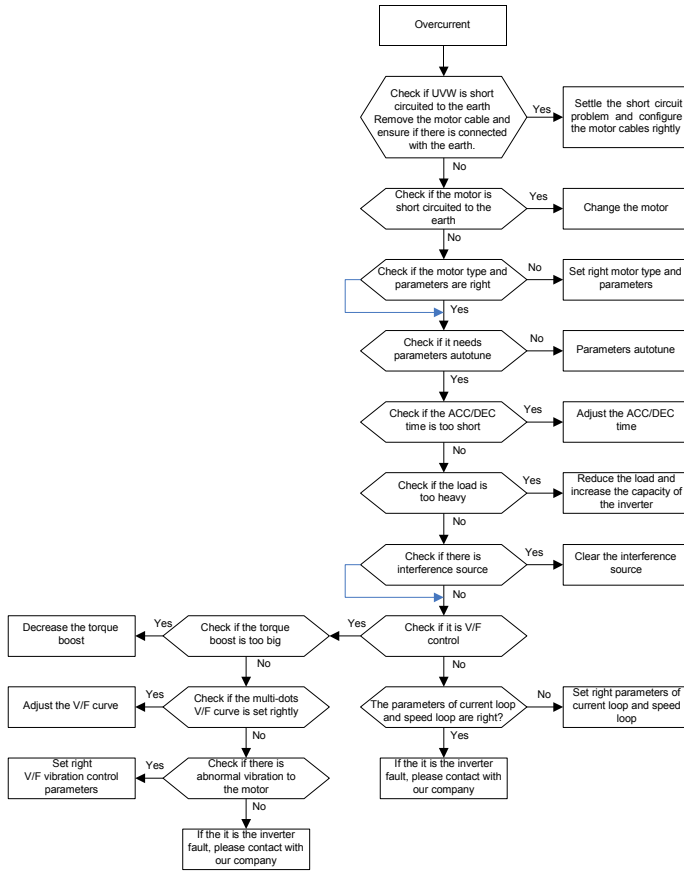 Overcurrent
Check if UVW is short
circuited to the earth
Remove the motor cable and
ensure if there is connected
with the earth.
Yes
Settle the short circuit
problem and configure
the motor cables rightly
No
Check if the motor is
short circuited to the
earth
Yes
Change the motor
No
Check if the motor type and
parameters are right
No
Set right motor type and
parameters
Yes
Check if it needs
parameters autotune
No
Parameters autotune
Yes
Check if the ACC/DEC
time is too short
Yes
Adjust the ACC/DEC
time
No
Check if the load is
too heavy
Yes
Reduce the load and
increase the capacity of
the inverter
No
Check if there is
interference source
Yes
Clear the interference
source
No
Decrease the torque
boost
Yes
Check if the torque
boost is too big
Yes
Check if it is V/F
control
No
No
Adjust the V/F curve
Yes
Check if the multi-dots
V/F curve is set rightly
The parameters of current loop
and speed loop are right?
No
Set right parameters of
current loop and speed
loop
No
Yes
Set right
V/F vibration control
parameters
Yes
Check if there is
abnormal vibration to
the motor
If the it is the inverter
fault, please contact with
our company
No
If the it is the inverter
fault, please contact with
our company